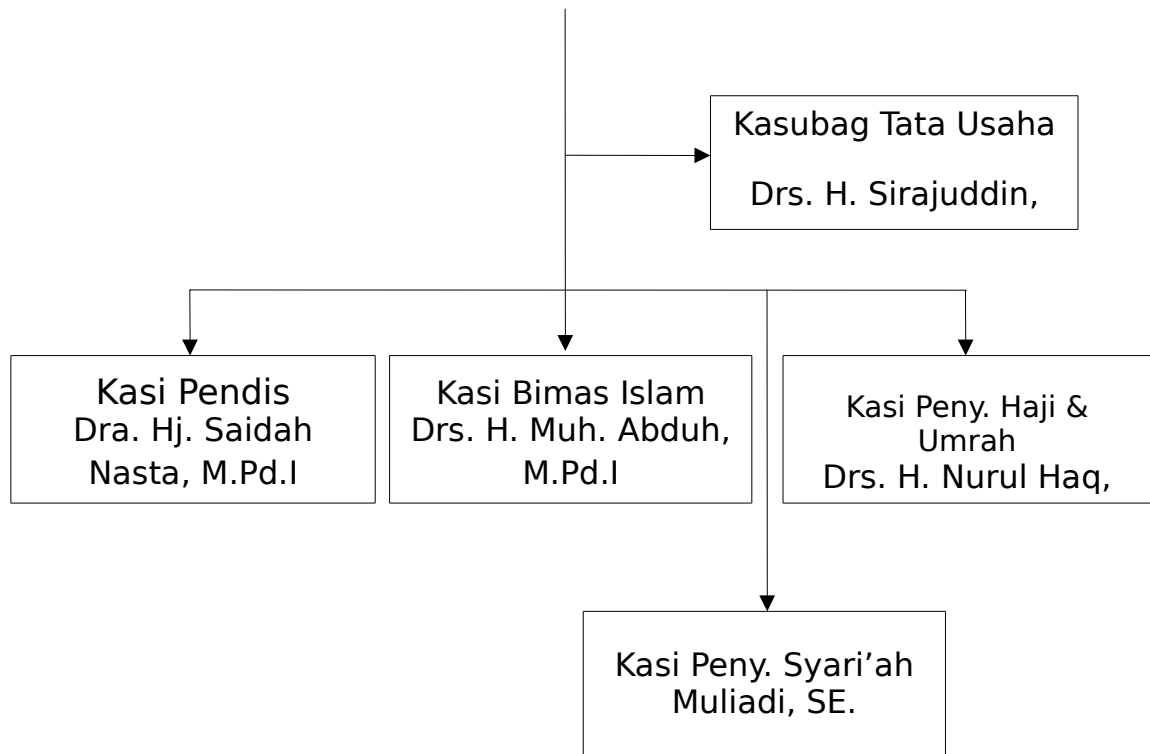 Kasubag Tata Usaha
Drs. H. Sirajuddin,
Kasi Pendis
Dra. Hj. Saidah
Nasta, M.Pd.I
Kasi Bimas Islam
Drs. H. Muh. Abduh,
M.Pd.I
Kasi Peny. Haji &
Umrah
Drs. H. Nurul Haq,
Kasi Peny. Syari’ah
Muliadi, SE.